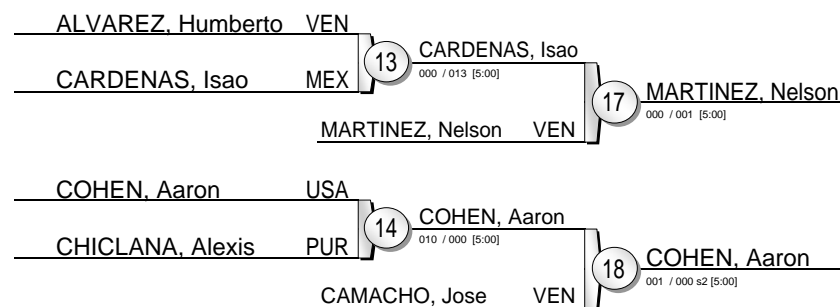 ALVAREZ, Humberto VEN
CARDENAS, Isao MEX
13
CARDENAS, Isao
000 / 013 [5:00]
MARTINEZ, Nelson VEN
17
MARTINEZ, Nelson
000 / 001 [5:00]
COHEN, Aaron USA
CHICLANA, Alexis PUR
14
COHEN, Aaron
010 / 000 [5:00]
CAMACHO, Jose VEN
18
COHEN, Aaron
001 / 000 s2 [5:00]